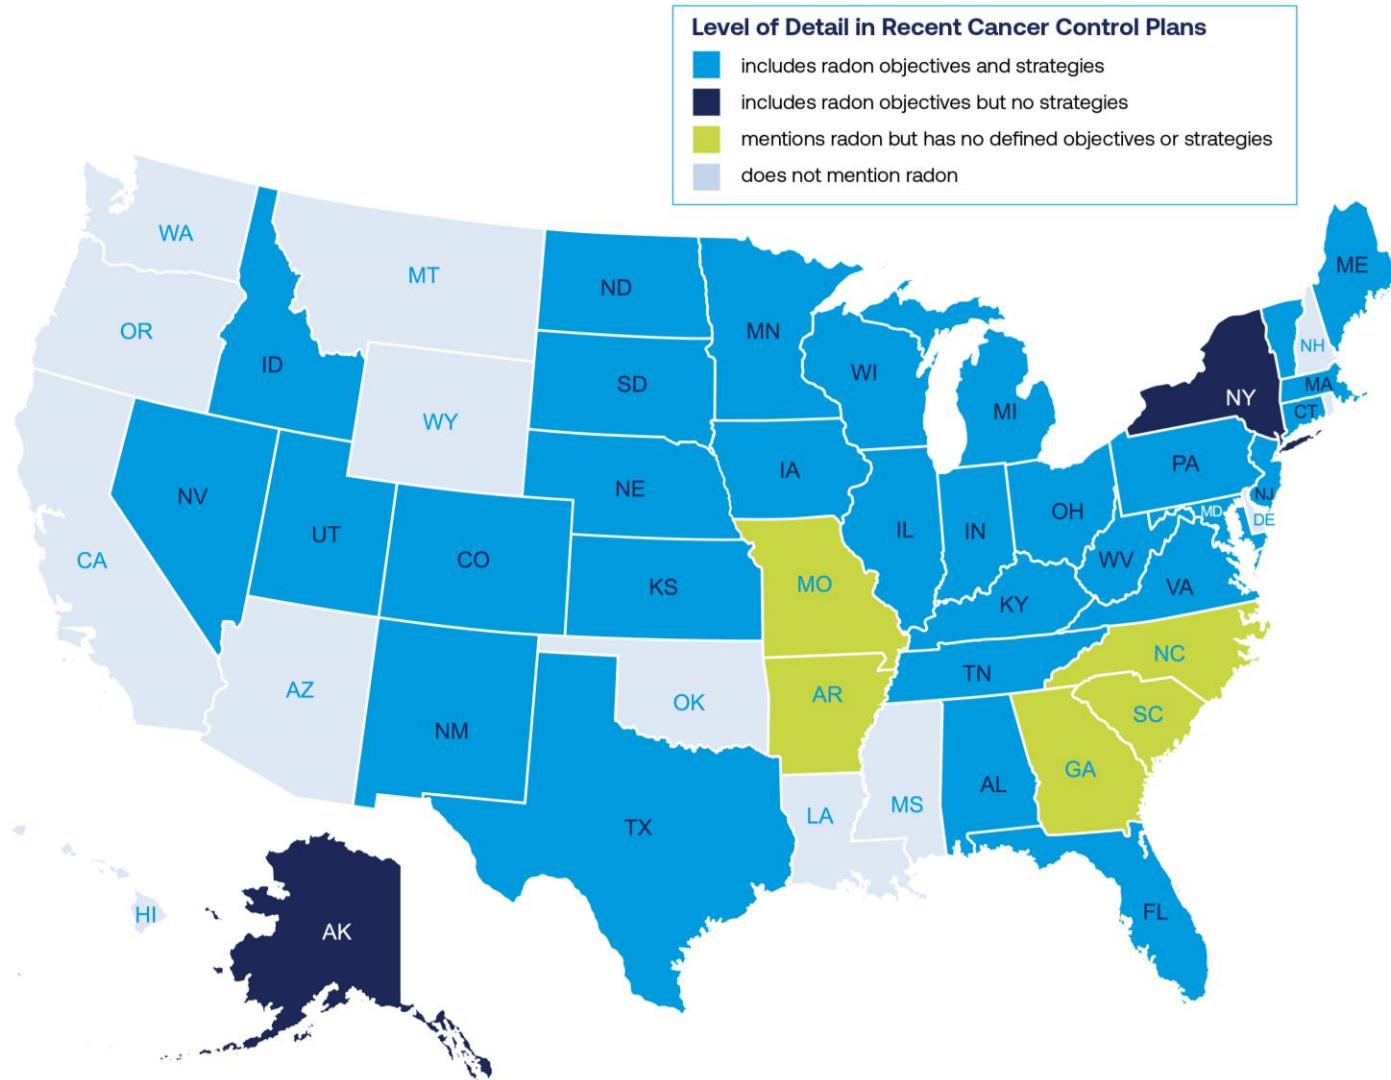 Level of Detail in Recent Cancer Control Plans
includes radon objectives and strategies
includes radon objectives but no strategies
mentions radon but has no defined objectives or strategies
does not mention radon
WA
MT
ND
MN
ME
OR
ID
SD
WI
MI
NH
WY
NY
MA
CT
NV
UT
NE
IA
PA
NJ
CA
CO
KS
IL
IN
OH
MD
DE
WV
VA
MO
KY
AZ
NM
OK
AR
TN
NC
SC
TX
LA
MS
AL
GA
FL
HI
AK